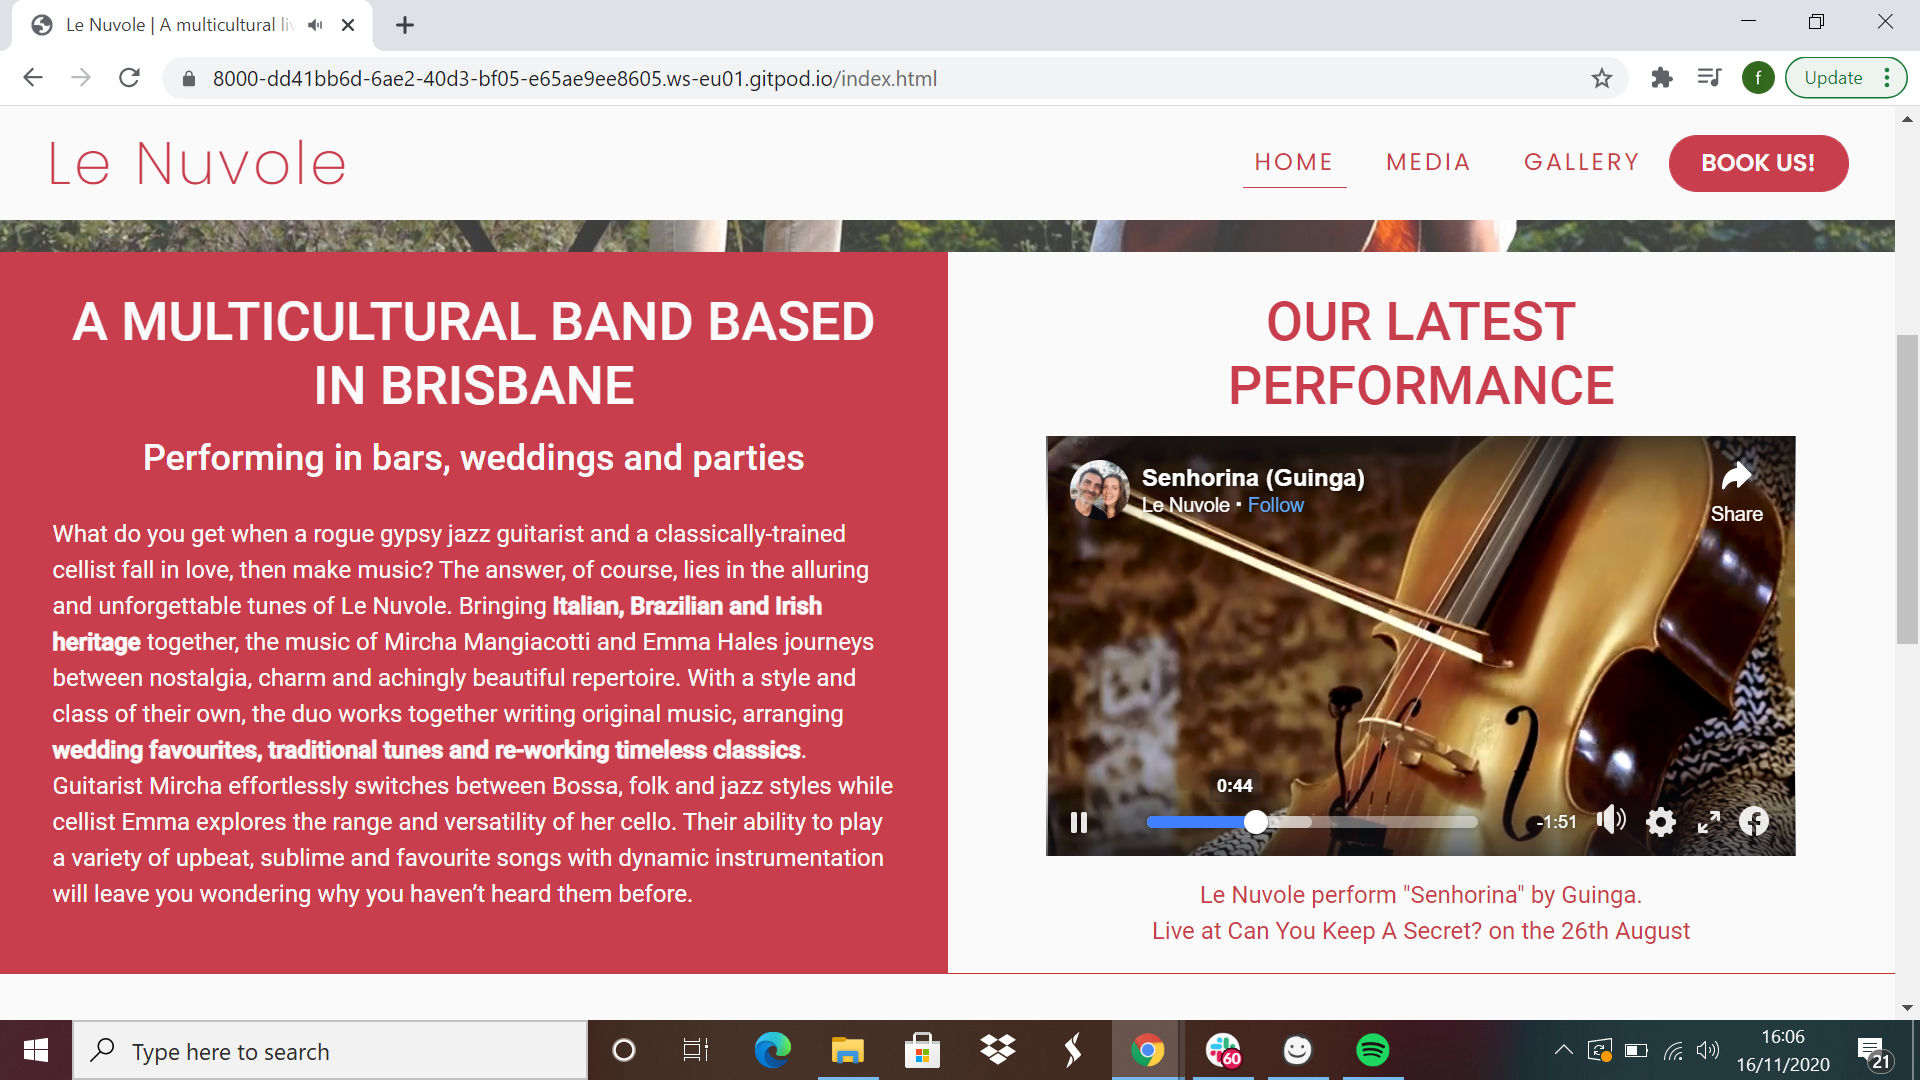 Le Nuvole | A multicultural li
8000-dd41bb6d-6ae2-40d3-bf05-e65ae9ee8605.ws-eu01.gitpod.io/index.html
f
Update
Le Nuvole
HOME
MEDIA
GALLERY
BOOK US!
A MULTICULTURAL BAND BASED
IN BRISBANE
Performing in bars, weddings and parties
What do you get when a rogue gypsy jazz guitarist and a classically-trained
cellist fall in love, then make music? The answer, of course, lies in the alluring
and unforgettable tunes of Le Nuvole. Bringing Italian, Brazilian and Irish
heritage together, the music of Mircha Mangiacotti and Emma Hales journeys
between nostalgia, charm and achingly beautiful repertoire. With a style and
class of their own, the duo works together writing original music, arranging
wedding favourites, traditional tunes and re-working timeless classics.
Guitarist Mircha effortlessly switches between Bossa, folk and jazz styles while
cellist Emma explores the range and versatility of her cello. Their ability to play
a variety of upbeat, sublime and favourite songs with dynamic instrumentation
will leave you wondering why you haven’t heard them before.
OUR LATEST
PERFORMANCE
Senhorina (Guinga)
Le Nuvole · Follow
Share
0:44
-1:51
Le Nuvole perform "Senhorina" by Guinga.
Live at Can You Keep A Secret? on the 26th August
Type here to search
60
16:06
16/11/2020
21